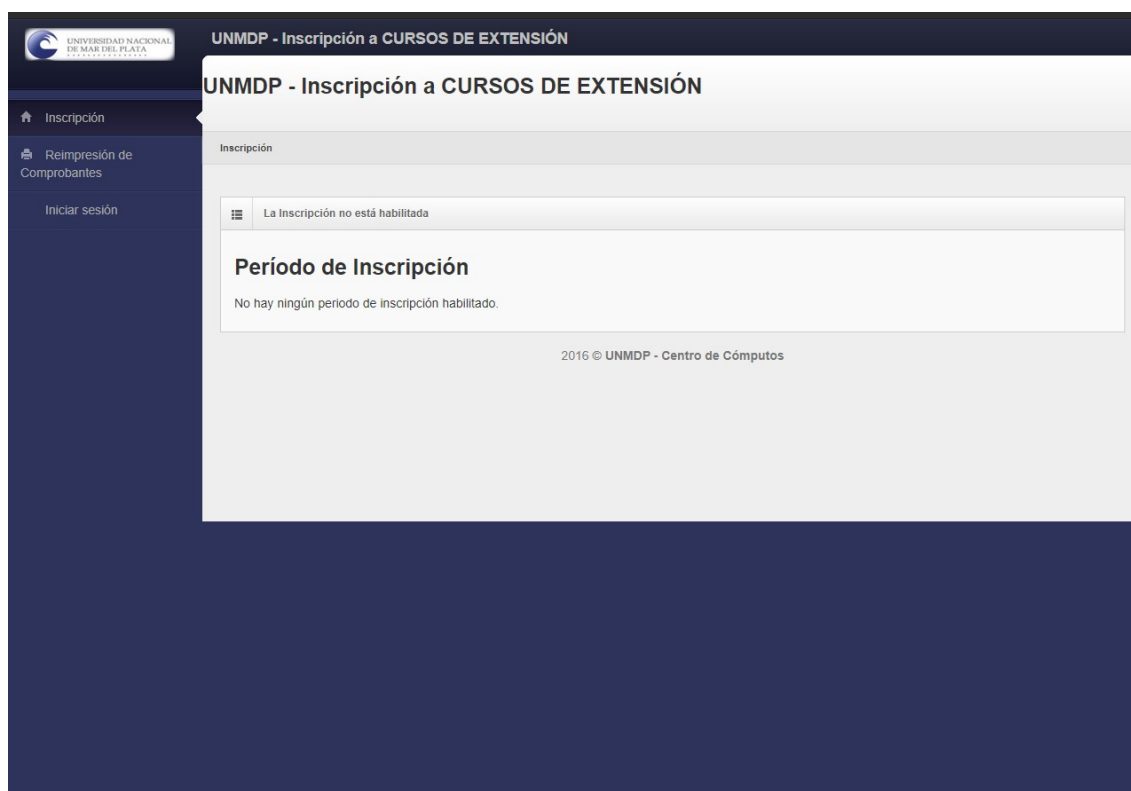 UNIVERSIDAD NACIONAL
DE MAR DEL PLATA
UNMDP - Inscripción a CURSOS DE EXTENSIÓN
UNMDP - Inscripción a CURSOS DE EXTENSIÓN
Inscripción
Reimpresión de
Comprobantes
Iniciar sesión
Inscripción
La Inscripción no está habilitada
Período de Inscripción
No hay ningún periodo de inscripción habilitado.
2016 © UNMDP - Centro de Cómputos